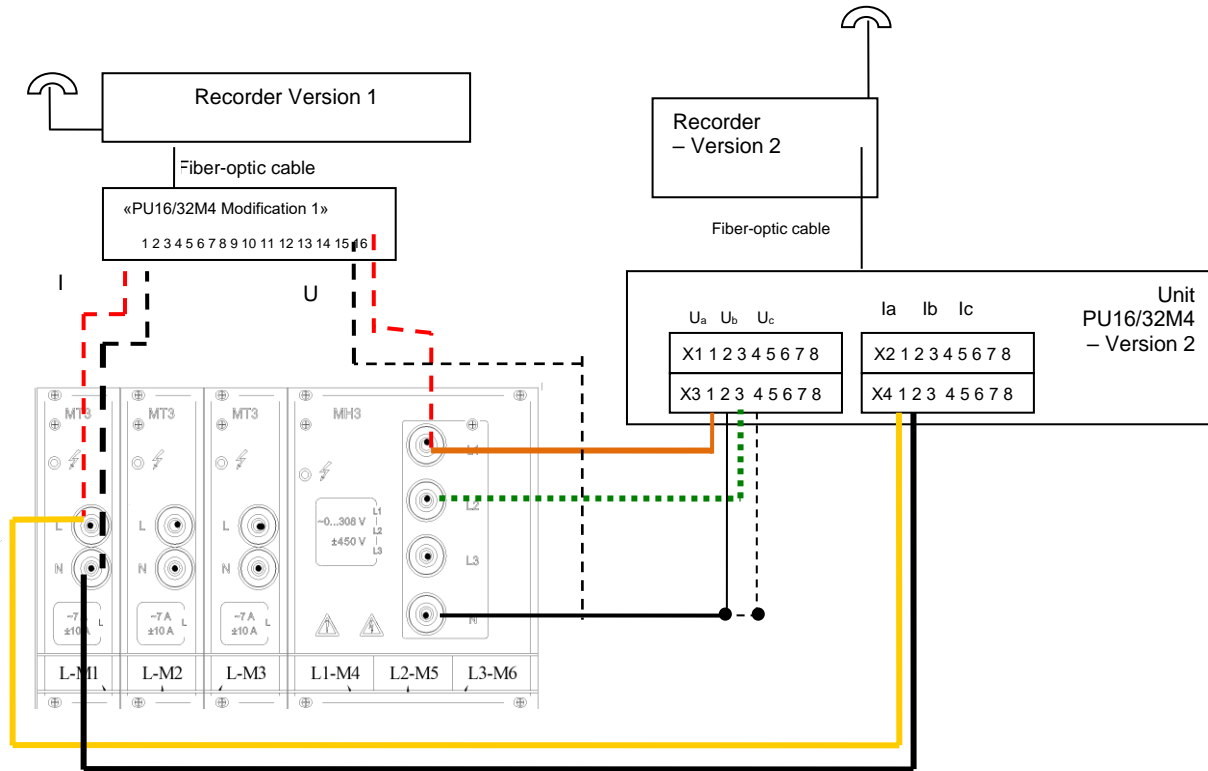 Recorder Version 1
Fiber-optic cable
«PU16/32M4 Modification 1»
1 2 3 4 5 6 7 8 9 10 11 12 13 14 15 16
I
U
Recorder
– Version 2
Fiber-optic cable
Unit
PU16/32M4
– Version 2
Ua Ub Uc
Ia Ib Ic
X1 1 2 3 4 5 6 7 8
X2 1 2 3 4 5 6 7 8
X3 1 2 3 4 5 6 7 8
X4 1 2 3 4 5 6 7 8
MT3 MT3 MT3 MH3
L1
L L L
L2
~0...308 V L1
L2
±450 V L3
N N N
L3
N
~7 A L
±10 A
~7 A L
±10 A
~7 A L
±10 A
L-M1 L-M2 L-M3 L1-M4 L2-M5 L3-M6